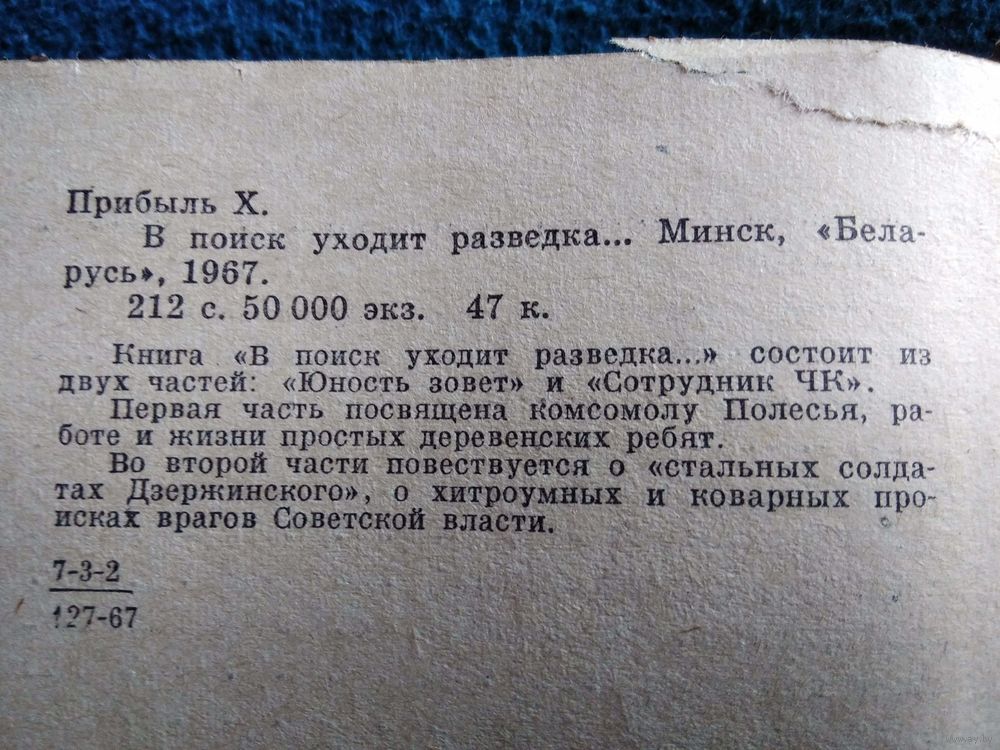 Прибыль Х.
В поиск уходит разведка... Минск, «Бела-
русь», 1967.
212 с. 50 000 экз. 47 к.
Книга «В поиск уходит разведка...» состоит из
двух частей: «Юность зовет» и «Сотрудник ЧК».
Первая часть посвящена комсомолу Полесья, ра-
боте и жизни простых деревенских ребят.
Во второй части повествуется о «стальных солда-
тах Дзержинского», о хитроумных и коварных про-
исках врагов Советской власти.
7-3-2
127-67